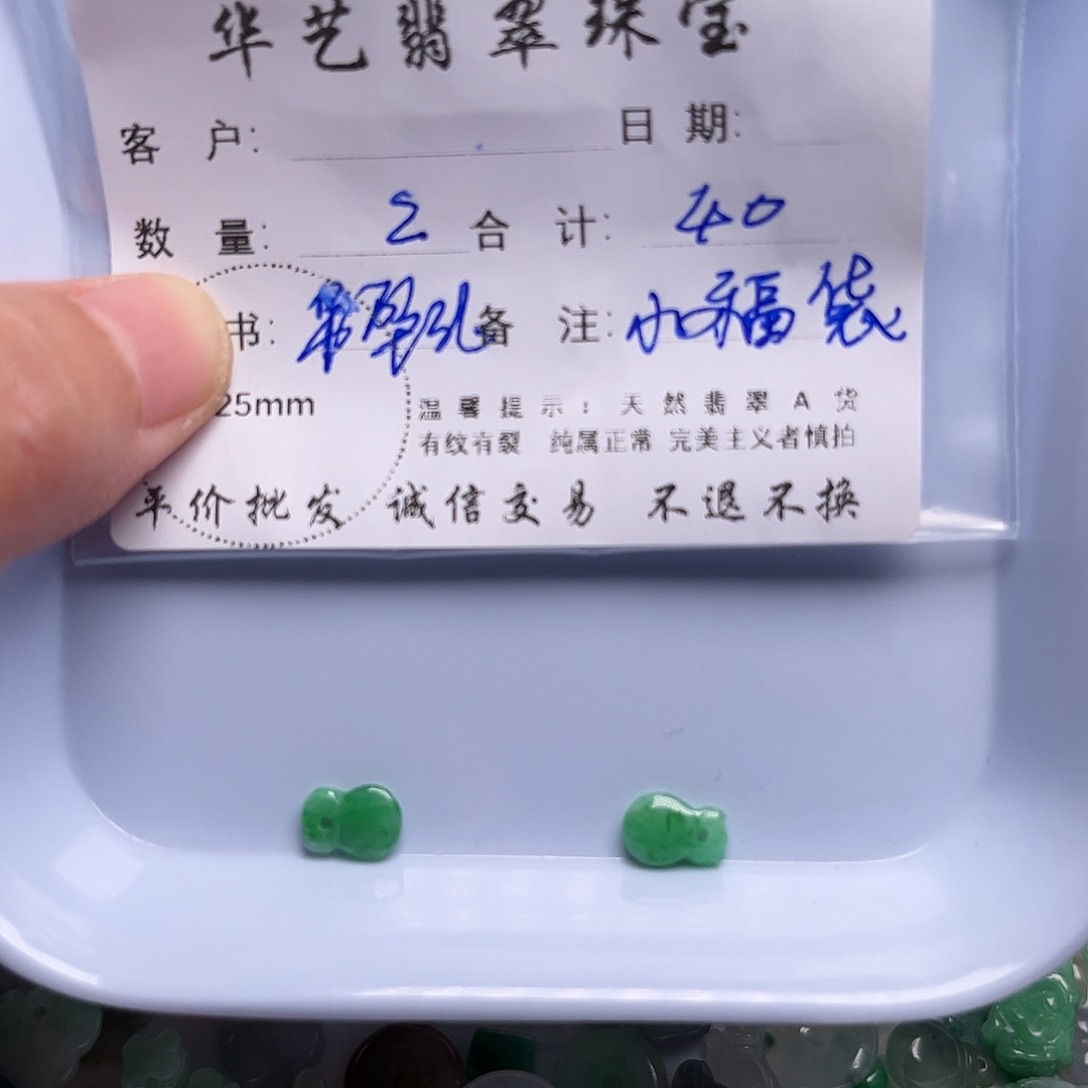 华艺翡翠珠宝
客 户: 日 期:
数 量: 2 合 计: 40
书: 带 孔 备 注: 小福袋
25mm
温馨提示：天然翡翠A货
有纹有裂 纯属正常 完美主义者慎拍
平价批发 诚信交易 不退不换